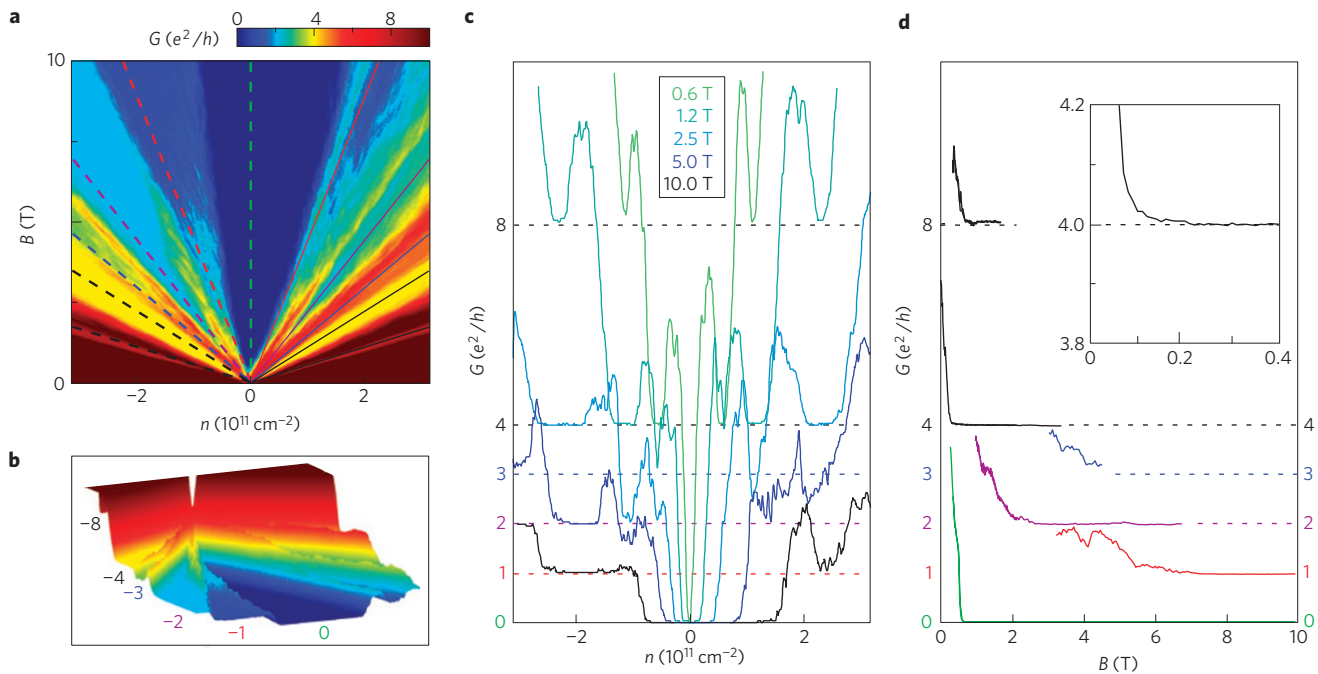 a
G (e²/h)
0 4 8
10
B (T)
0
−2 0 2
n (10¹¹ cm⁻²)
b
−8
−4
−3
−2
−1
0
c
0.6 T
1.2 T
2.5 T
5.0 T
10.0 T
G (e²/h)
8
4
3
2
1
0
−2 0 2
n (10¹¹ cm⁻²)
d
4.2
4.0
3.8
0 0.2 0.4
G (e²/h)
8
4 4
3 3
2 2
1 1
0 0
0 2 4 6 8 10
B (T)